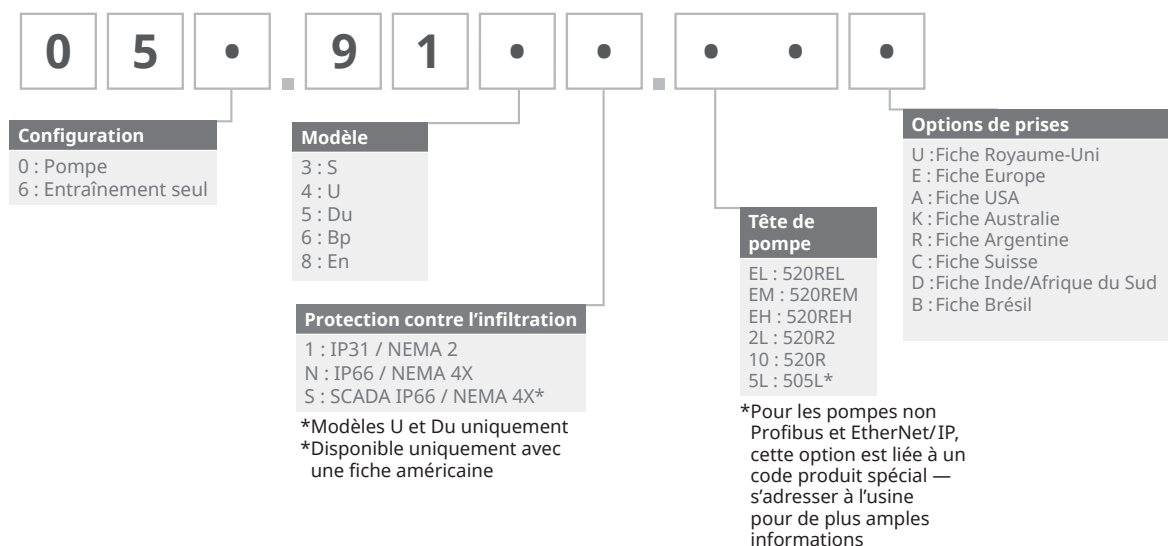 0 5 • . 9 1 • • . • • •
Configuration
0 : Pompe
6 : Entraînement seul
Modèle
3 : S
4 : U
5 : Du
6 : Bp
8 : En
Protection contre l’infiltration
1 : IP31 / NEMA 2
N : IP66 / NEMA 4X
S : SCADA IP66 / NEMA 4X*
*Modèles U et Du uniquement
*Disponible uniquement avec
une fiche américaine
Tête de
pompe
EL : 520REL
EM : 520REM
EH : 520REH
2L : 520R2
10 : 520R
5L : 505L*
*Pour les pompes non
Profibus et EtherNet/IP,
cette option est liée à un
code produit spécial —
s’adresser à l’usine
pour de plus amples
informations
Options de prises
U :Fiche Royaume-Uni
E : Fiche Europe
A : Fiche USA
K : Fiche Australie
R : Fiche Argentine
C : Fiche Suisse
D :Fiche Inde/Afrique du Sud
B : Fiche Brésil